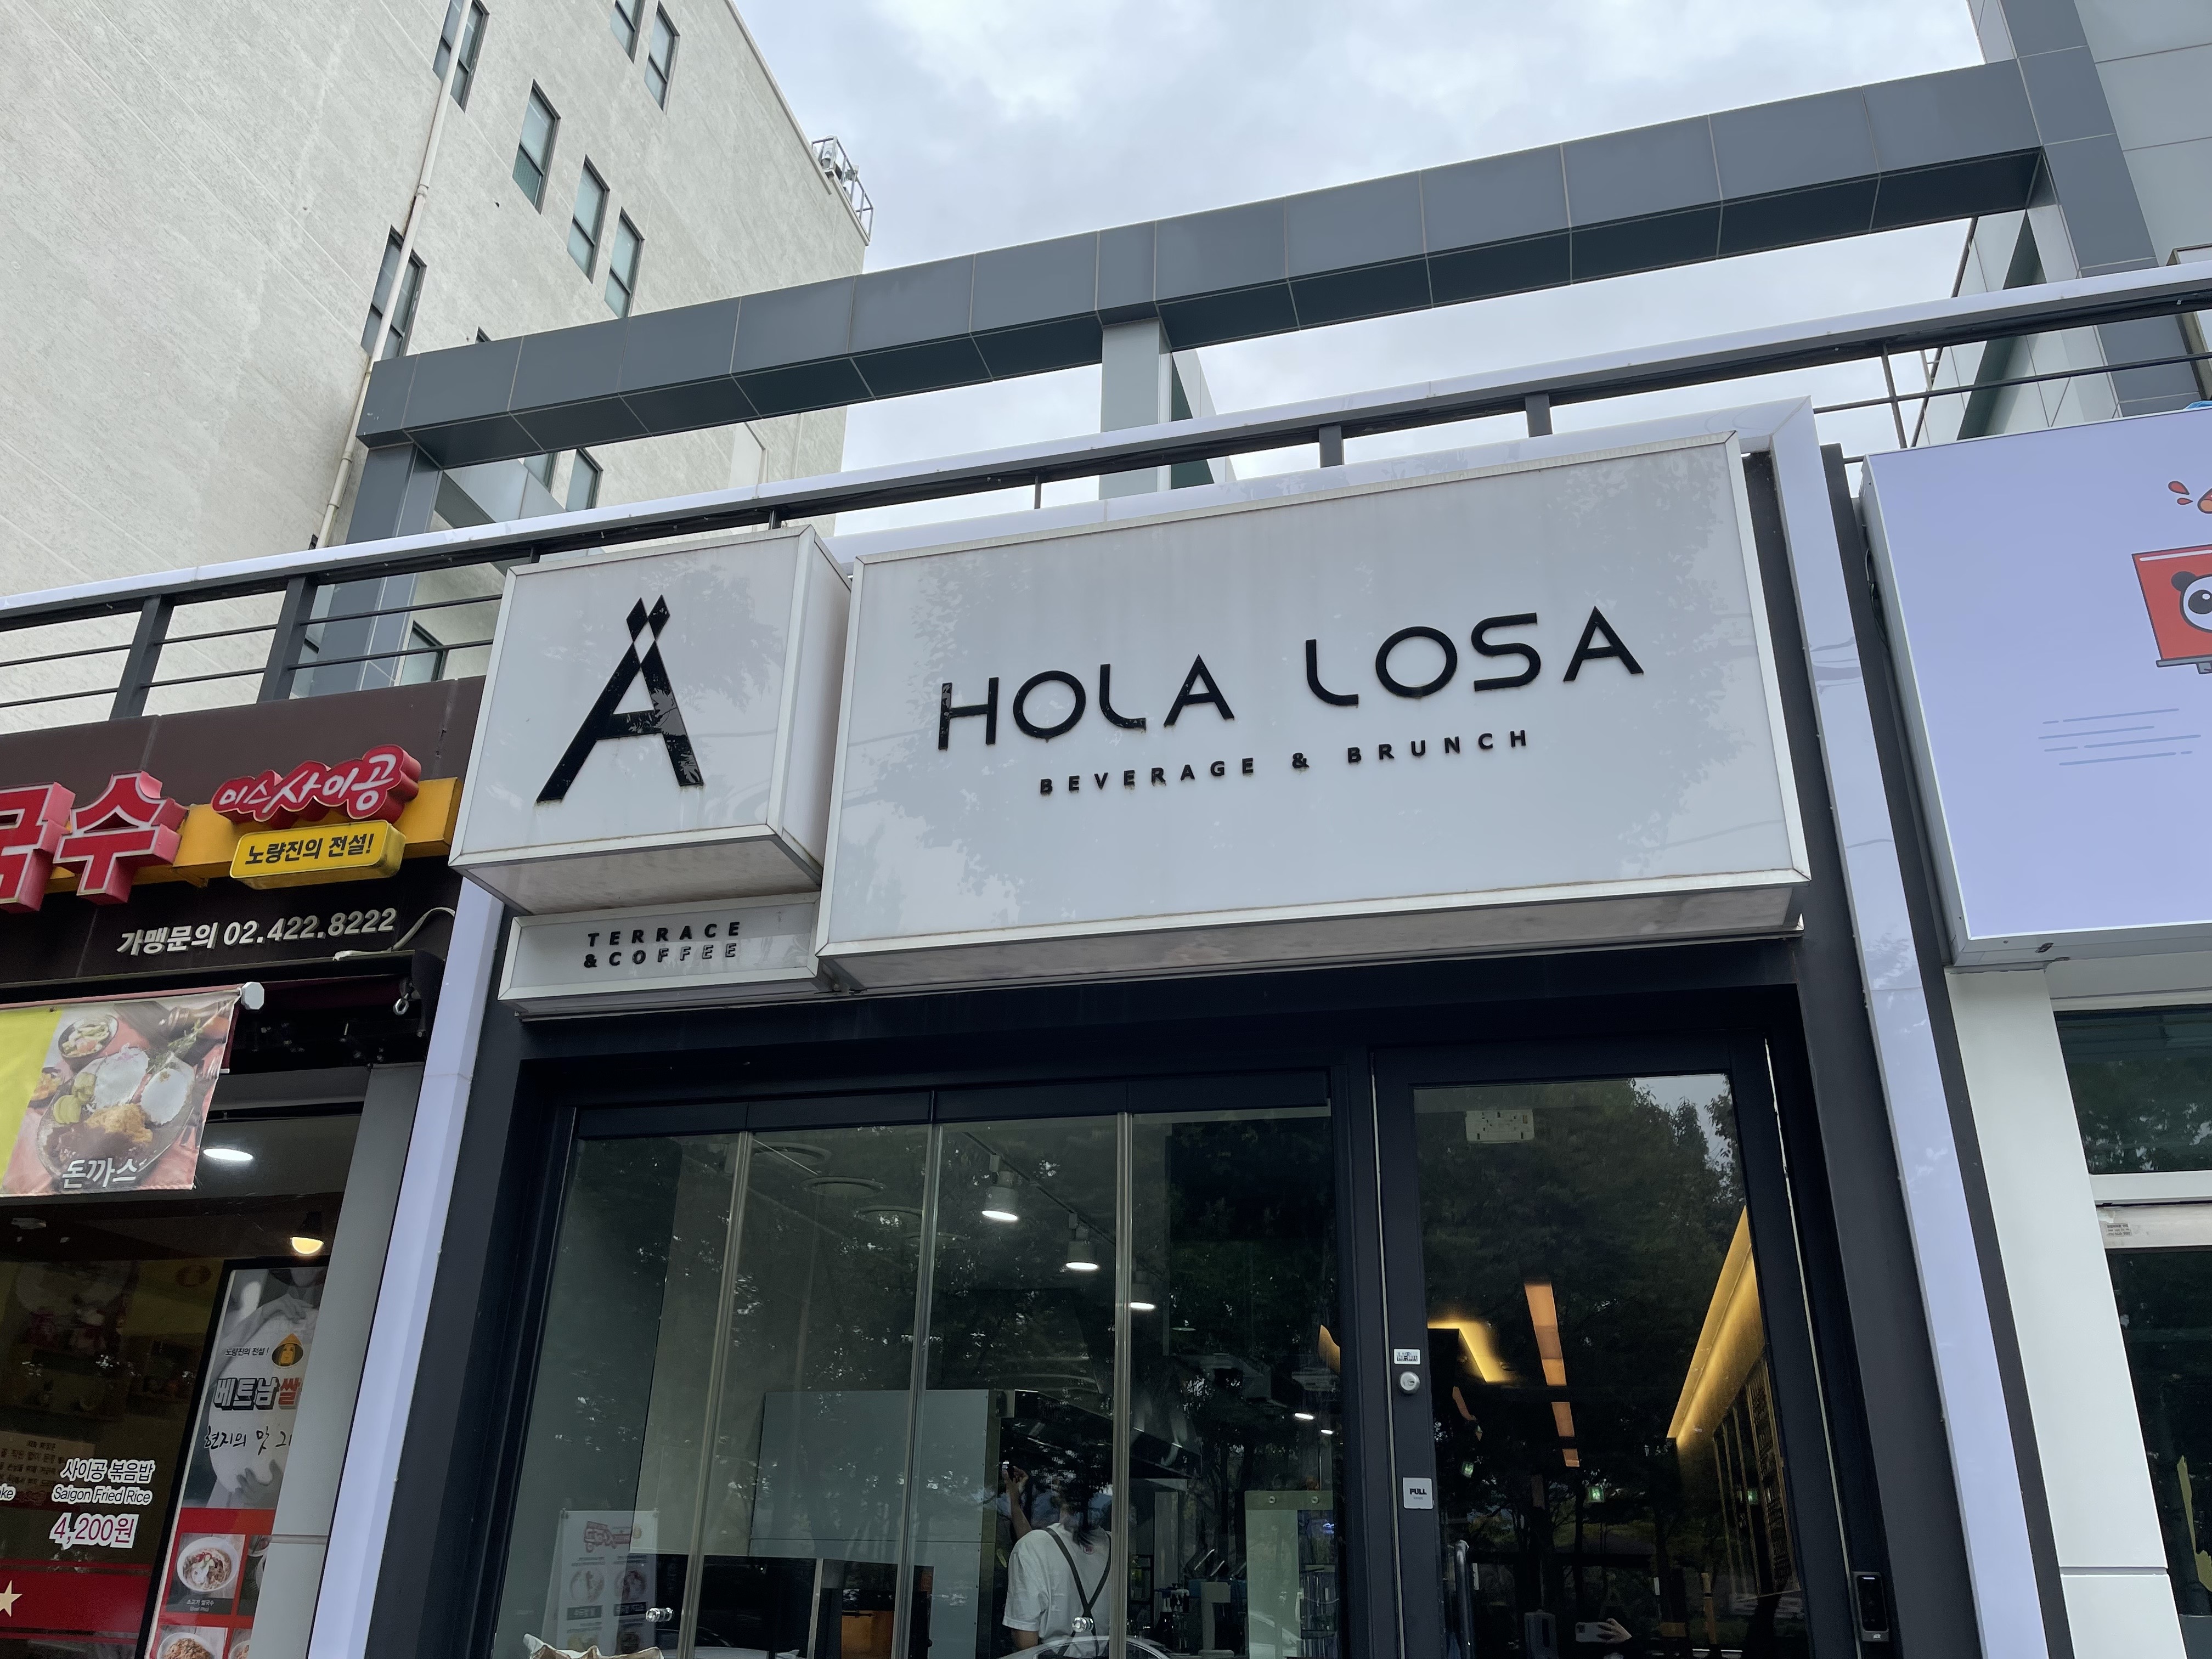 국수
미스사이공
노량진의 전설!
가맹문의 02.422.8222
돈까스
Ä
TERRACE
&COFFEE
HOLA LOSA
BEVERAGE & BRUNCH
노량진의 전설!
베트남쌀
현지의 맛
사이공 볶음밥
Saigon Fried Rice
4,200원
PULL